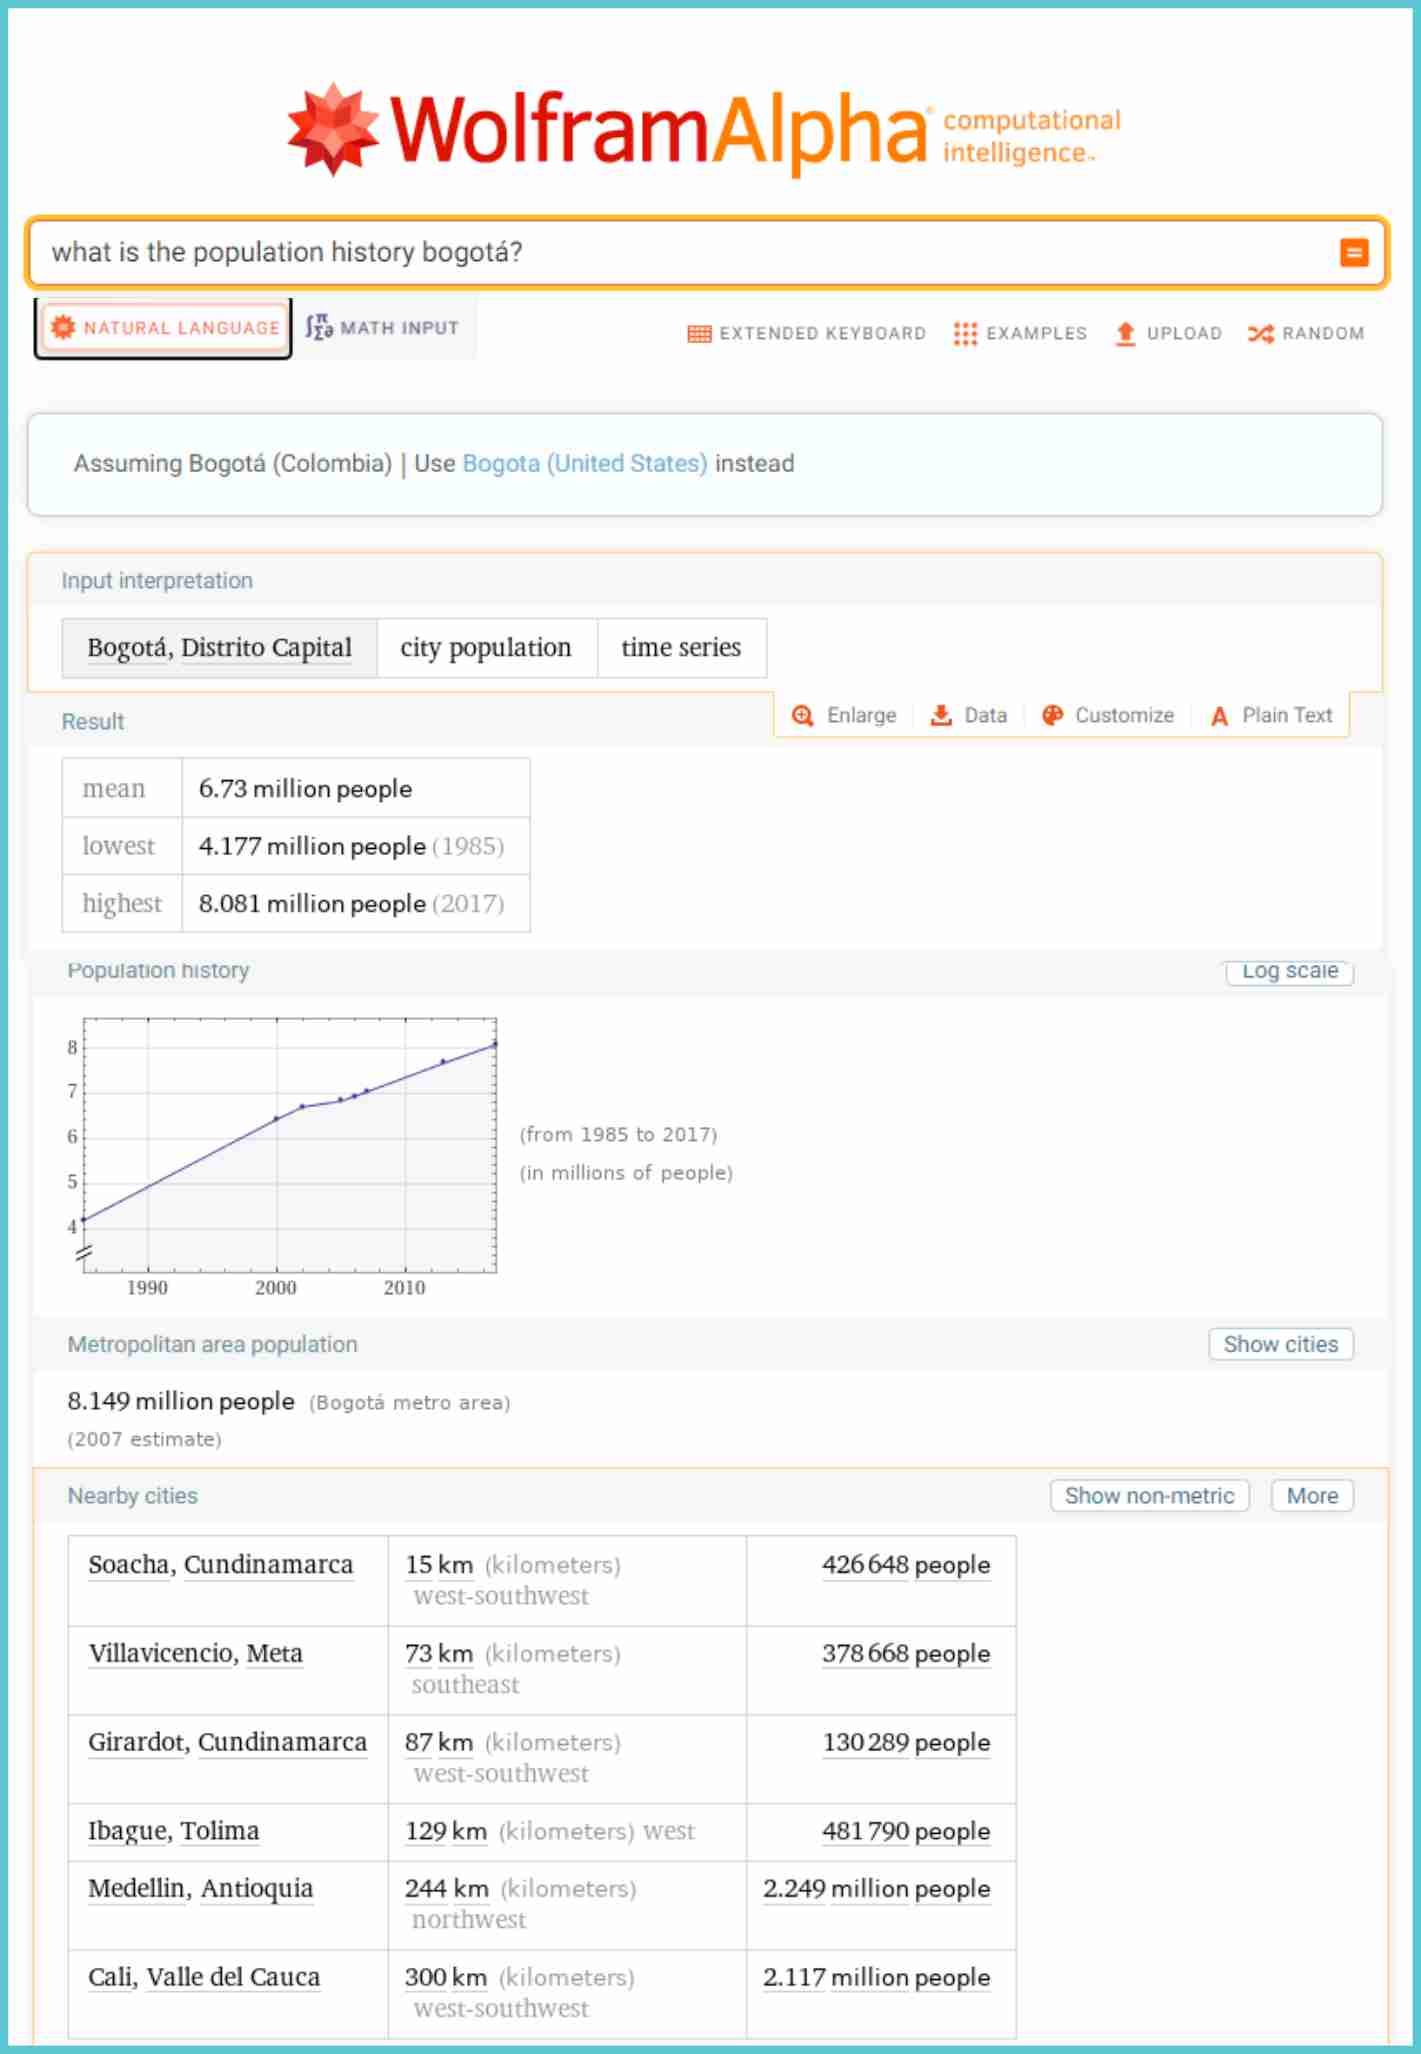 WolframAlpha computational
intelligence™
what is the population history bogotá?
NATURAL LANGUAGE
MATH INPUT
EXTENDED KEYBOARD
EXAMPLES
UPLOAD
RANDOM
Assuming Bogotá (Colombia) | Use Bogota (United States) instead
Input interpretation
Bogotá, Distrito Capital city population time series
Result
Enlarge Data Customize Plain Text
mean 6.73 million people
lowest 4.177 million people (1985)
highest 8.081 million people (2017)
Population history
Log scale
8
7
6
5
4
1990 2000 2010
(from 1985 to 2017)
(in millions of people)
Metropolitan area population
Show cities
8.149 million people (Bogotá metro area)
(2007 estimate)
Nearby cities
Show non-metric More
Soacha, Cundinamarca 15 km (kilometers) 426 648 people
west-southwest
Villavicencio, Meta 73 km (kilometers) 378 668 people
southeast
Girardot, Cundinamarca 87 km (kilometers) 130 289 people
west-southwest
Ibague, Tolima 129 km (kilometers) west 481 790 people
Medellin, Antioquia 244 km (kilometers) 2.249 million people
northwest
Cali, Valle del Cauca 300 km (kilometers) 2.117 million people
west-southwest